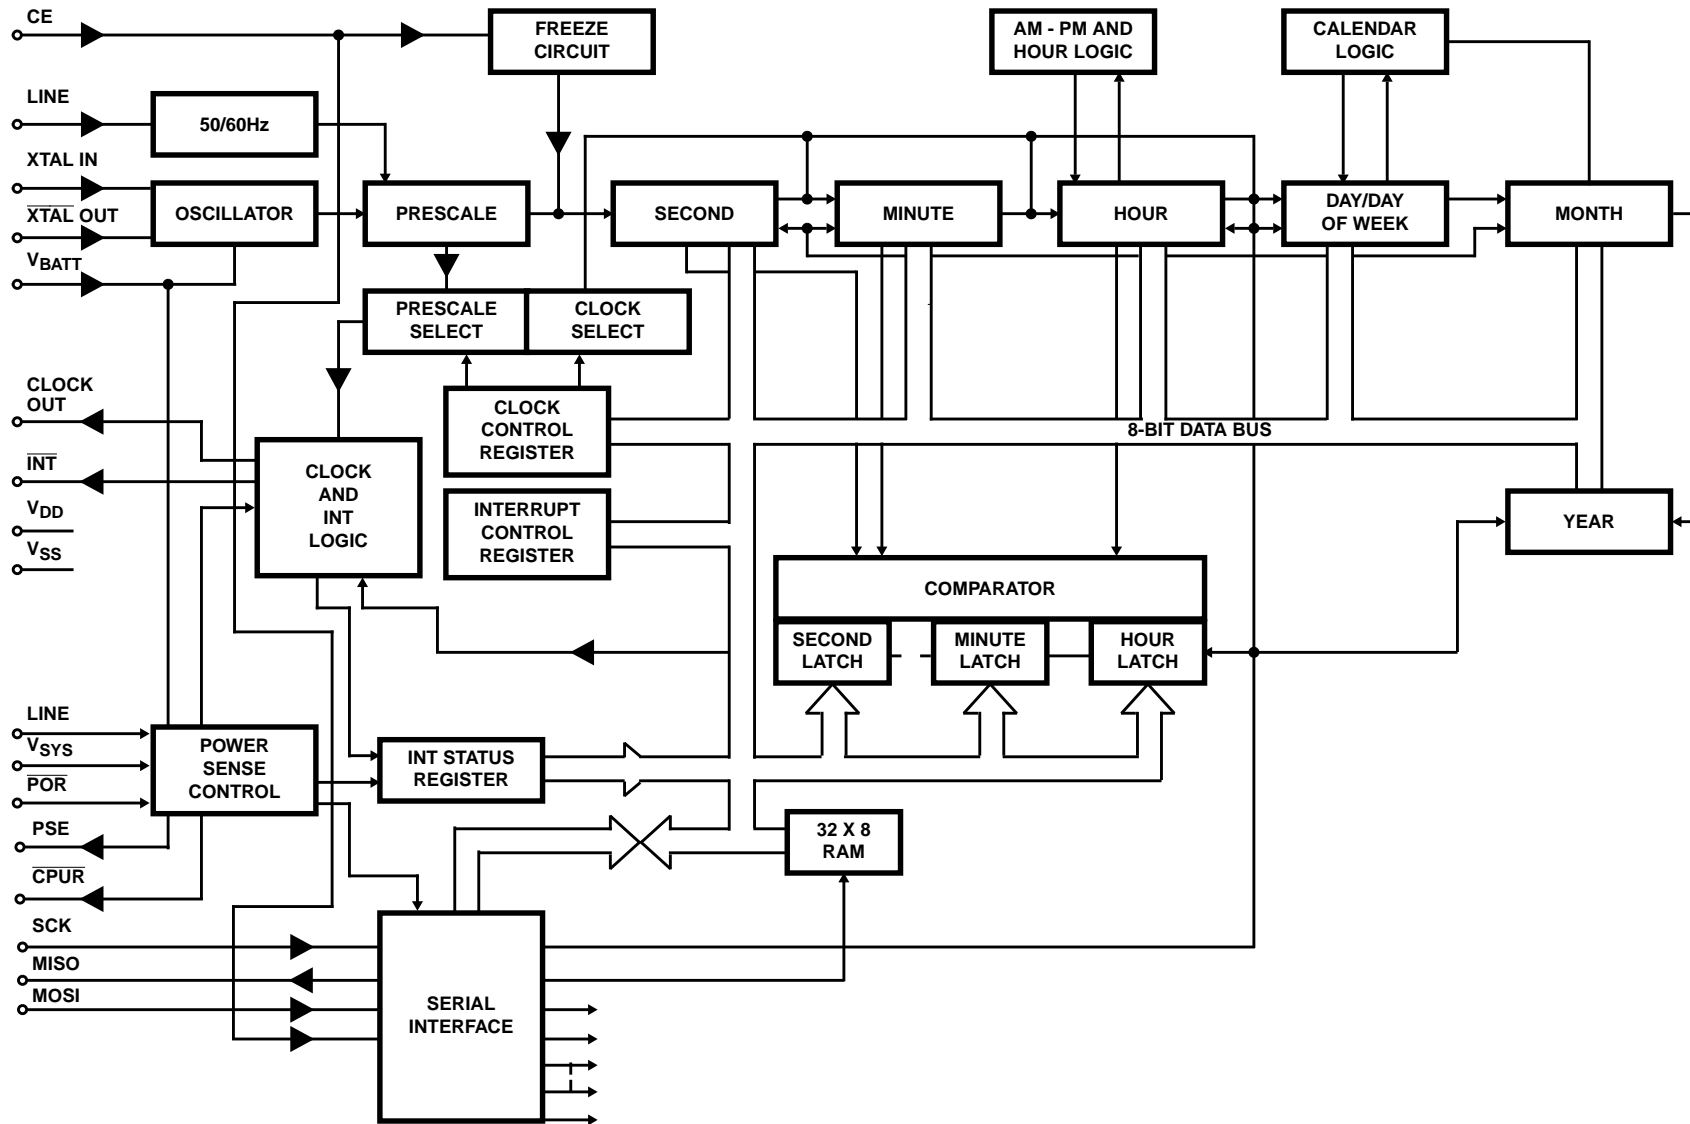 CE
FREEZE
CIRCUIT
AM - PM AND
HOUR LOGIC
CALENDAR
LOGIC
LINE
50/60Hz
XTAL IN
XTAL OUT
OSCILLATOR
PRESCALE
SECOND
MINUTE
HOUR
DAY/DAY
OF WEEK
MONTH
VBATT
PRESCALE
SELECT
CLOCK
SELECT
CLOCK
OUT
CLOCK
CONTROL
REGISTER
8-BIT DATA BUS
INT
CLOCK
AND
INT
LOGIC
INTERRUPT
CONTROL
REGISTER
YEAR
VDD
VSS
COMPARATOR
SECOND
LATCH
MINUTE
LATCH
HOUR
LATCH
LINE
VSYS
POR
POWER
SENSE
CONTROL
INT STATUS
REGISTER
PSE
32 X 8
RAM
CPUR
SCK
MISO
MOSI
SERIAL
INTERFACE